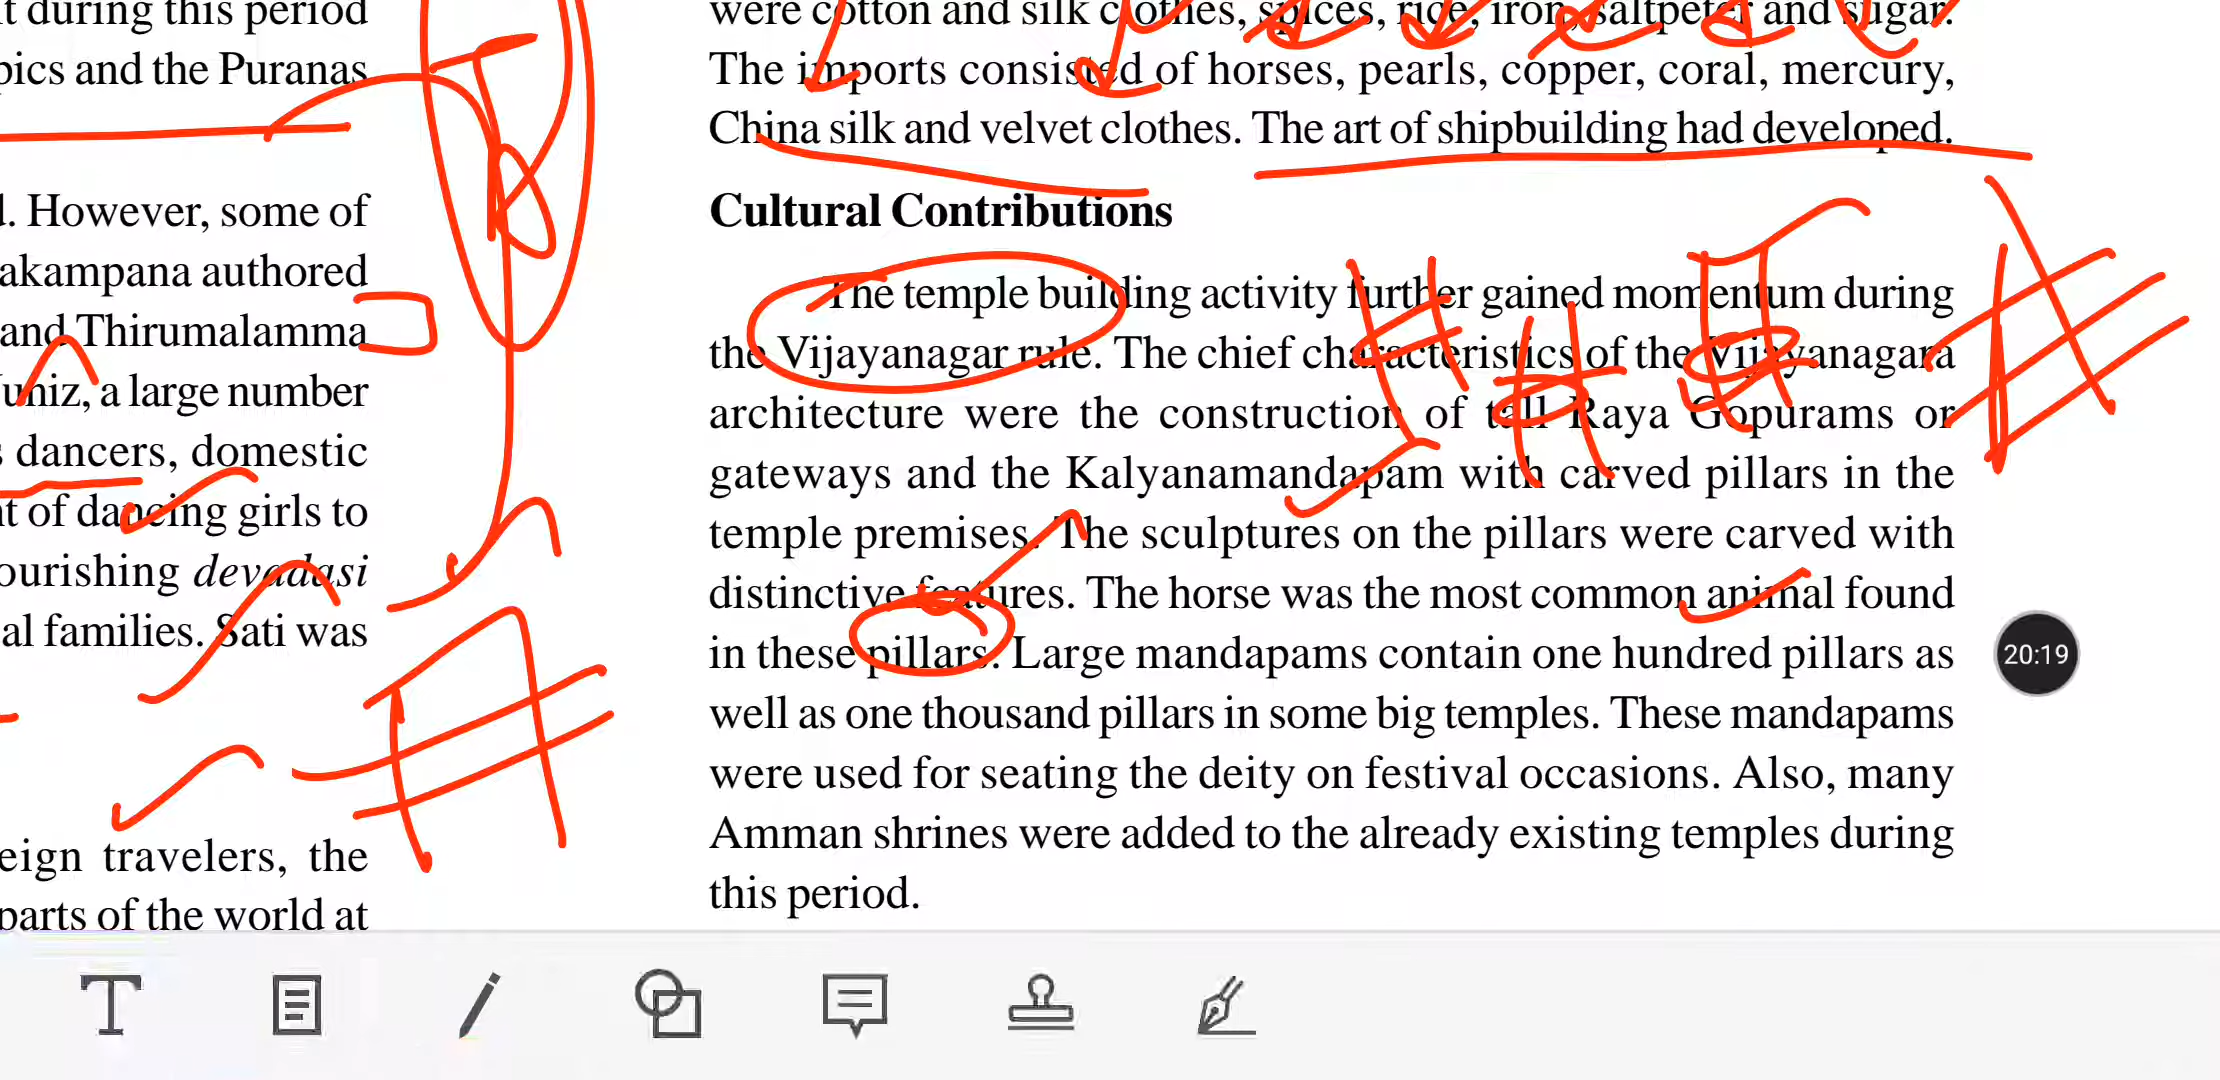 t during this period
pics and the Puranas
However, some of
akampana authored
and Thirumalamma
uniz, a large number
dancers, domestic
t of dancing girls to
ourishing devadasi
al families. Sati was
eign travelers, the
parts of the world at
were cotton and silk clothes, spices, rice, iron, saltpeter and sugar.
The imports consisted of horses, pearls, copper, coral, mercury,
China silk and velvet clothes. The art of shipbuilding had developed.
Cultural Contributions
The temple building activity further gained momentum during
the Vijayanagar rule. The chief characteristics of the Vijayanagara
architecture were the construction of tall Raya Gopurams or
gateways and the Kalyanamandapam with carved pillars in the
temple premises. The sculptures on the pillars were carved with
distinctive features. The horse was the most common animal found
in these pillars. Large mandapams contain one hundred pillars as
well as one thousand pillars in some big temples. These mandapams
were used for seating the deity on festival occasions. Also, many
Amman shrines were added to the already existing temples during
this period.
20:19